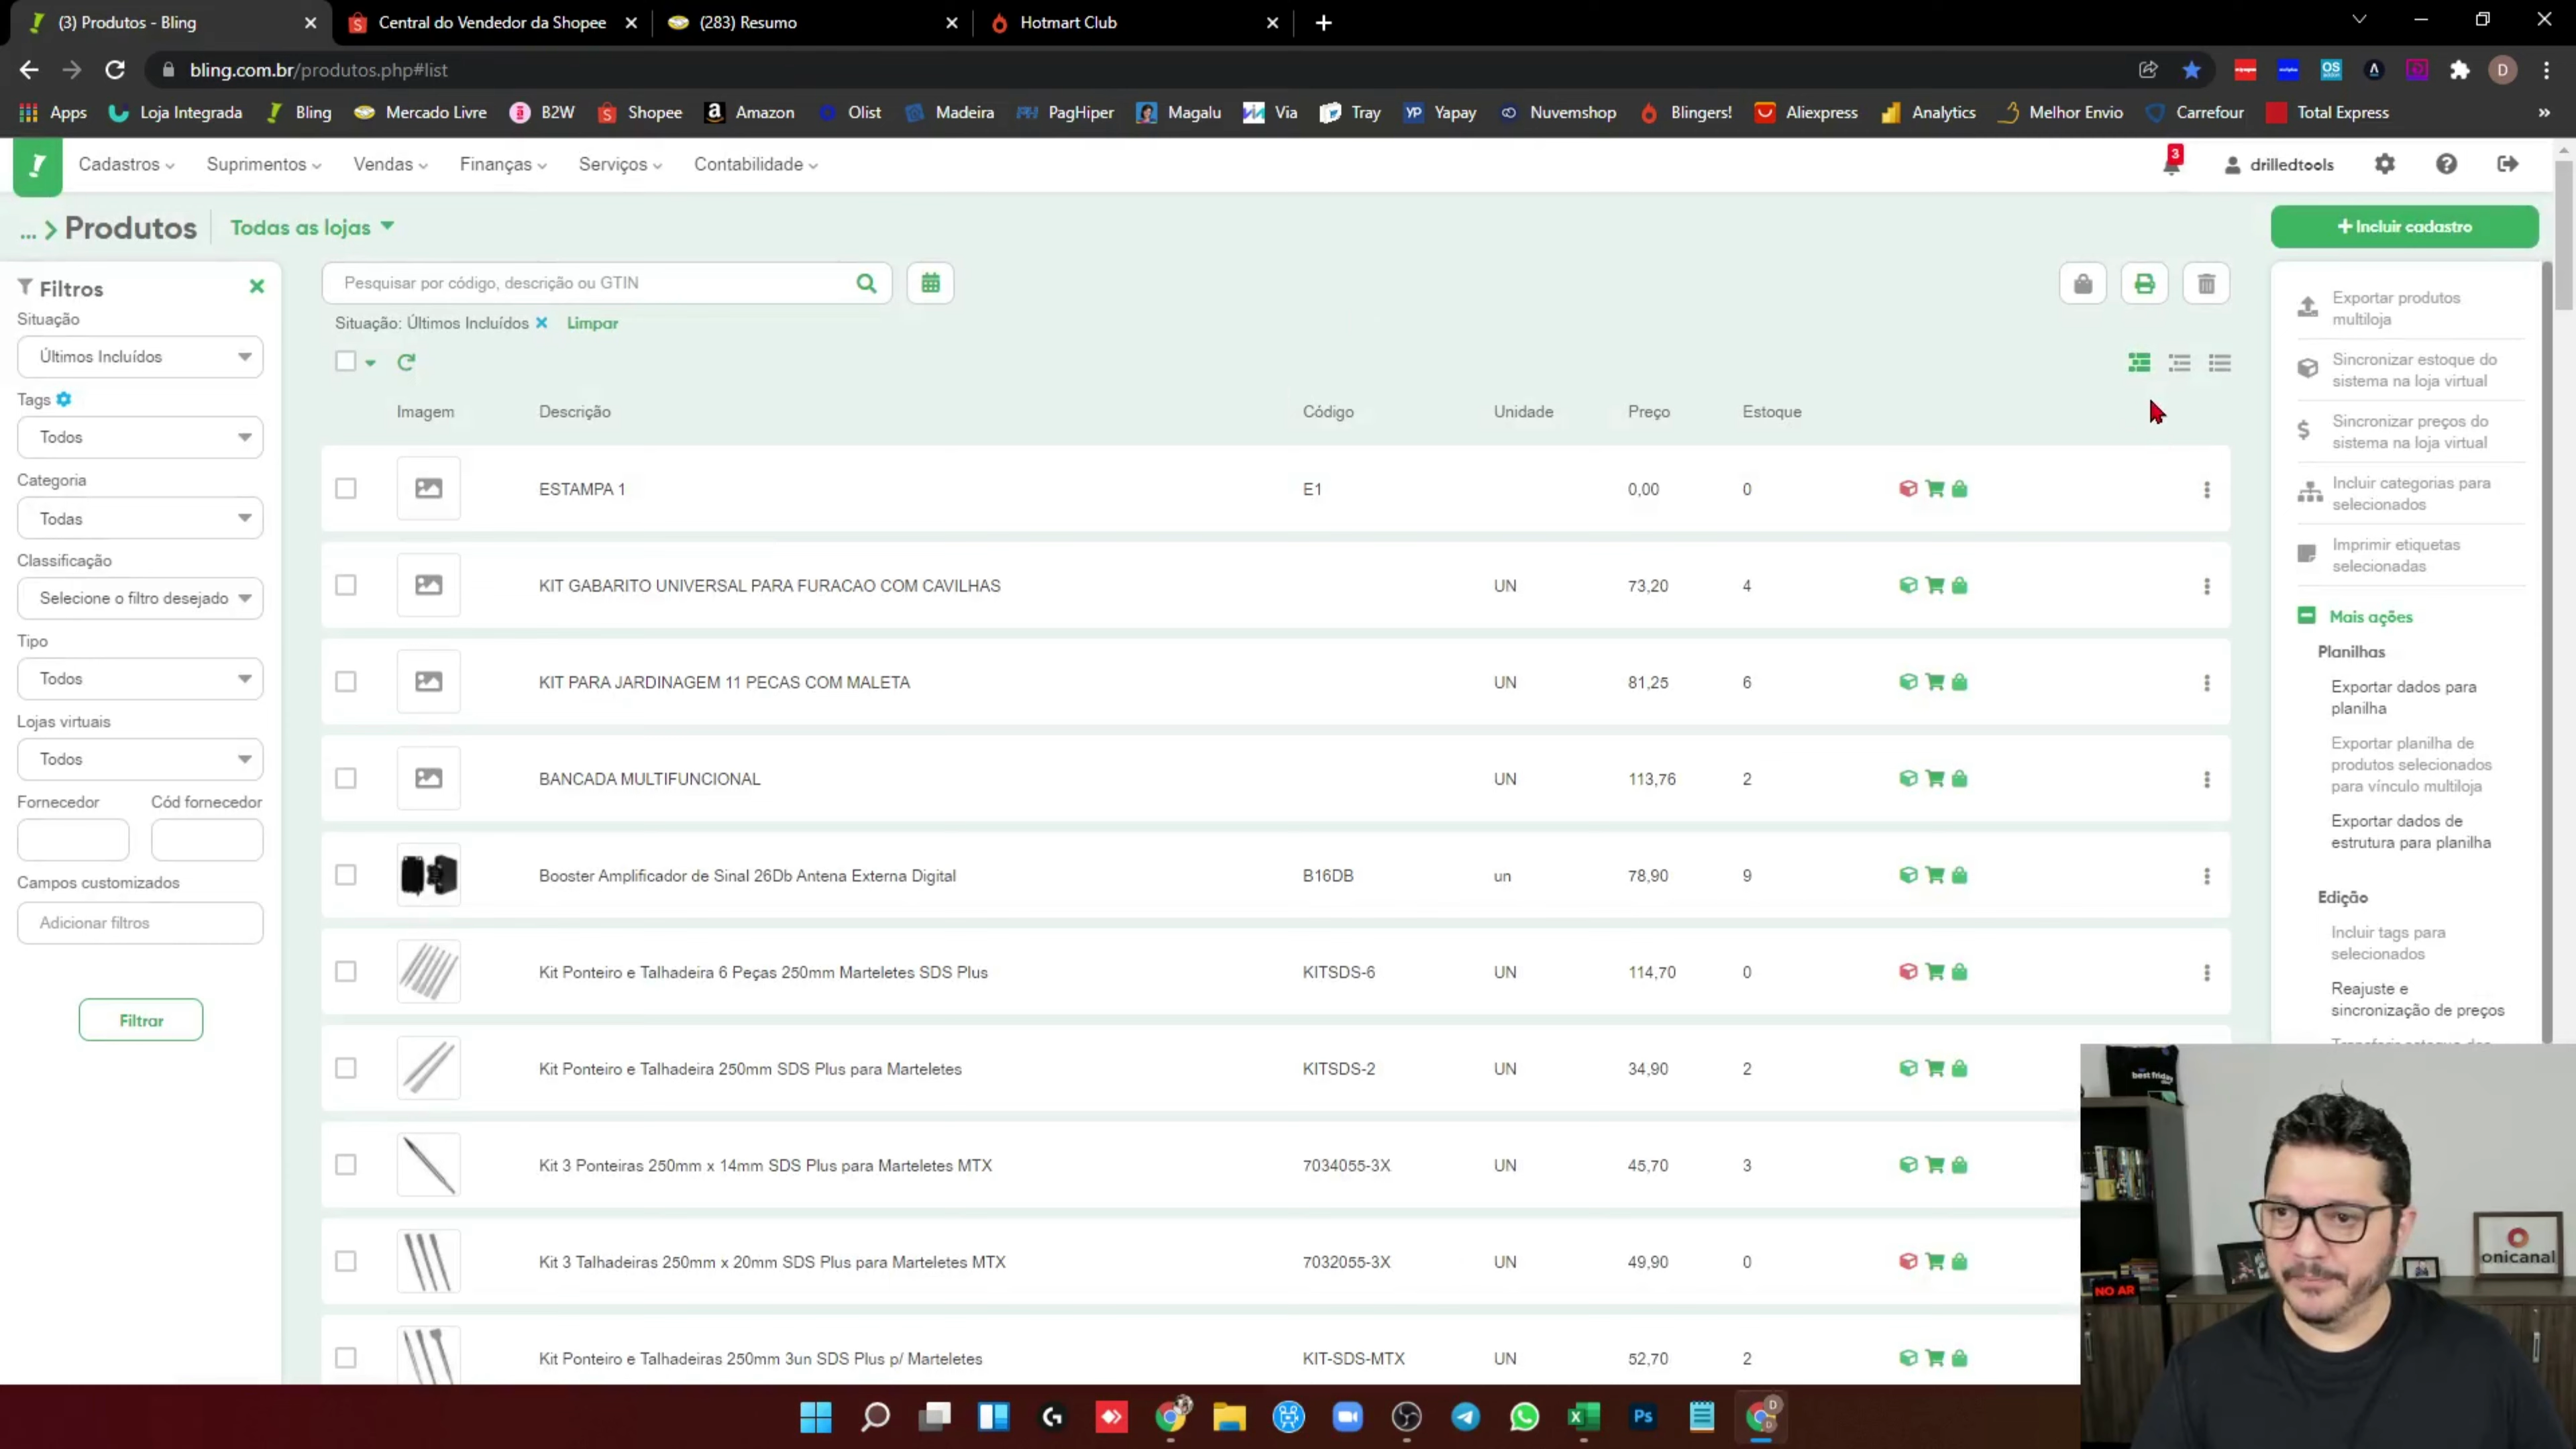 (3) Produtos - Bling
Central do Vendedor da Shopee
(283) Resumo
Hotmart Club
bling.com.br/produtos.php#list
OS
D
Apps
Loja Integrada
Bling
Mercado Livre
B2W
Shopee
Amazon
Olist
Madeira
PagHiper
Magalu
Via
Tray
YP Yapay
Nuvemshop
Blingers!
Aliexpress
Analytics
Melhor Envio
Carrefour
Total Express
»
Cadastros
Suprimentos
Vendas
Finanças
Serviços
Contabilidade
3
drilledtools
... > Produtos
Todas as lojas
+ Incluir cadastro
Filtros
Situação
Últimos Incluídos
Tags
Todos
Categoria
Todas
Classificação
Selecione o filtro desejado
Tipo
Todos
Lojas virtuais
Todos
Fornecedor
Cód fornecedor
Campos customizados
Adicionar filtros
Filtrar
Pesquisar por código, descrição ou GTIN
Situação: Últimos Incluídos
Limpar
Imagem Descrição Código Unidade Preço Estoque
ESTAMPA 1 E1 0,00 0
KIT GABARITO UNIVERSAL PARA FURACAO COM CAVILHAS UN 73,20 4
KIT PARA JARDINAGEM 11 PECAS COM MALETA UN 81,25 6
BANCADA MULTIFUNCIONAL UN 113,76 2
Booster Amplificador de Sinal 26Db Antena Externa Digital B16DB un 78,90 9
Kit Ponteiro e Talhadeira 6 Peças 250mm Marteletes SDS Plus KITSDS-6 UN 114,70 0
Kit Ponteiro e Talhadeira 250mm SDS Plus para Marteletes KITSDS-2 UN 34,90 2
Kit 3 Ponteiras 250mm x 14mm SDS Plus para Marteletes MTX 7034055-3X UN 45,70 3
Kit 3 Talhadeiras 250mm x 20mm SDS Plus para Marteletes MTX 7032055-3X UN 49,90 0
Kit Ponteiro e Talhadeiras 250mm 3un SDS Plus p/ Marteletes KIT-SDS-MTX UN 52,70 2
Exportar produtos
multiloja
Sincronizar estoque do
sistema na loja virtual
Sincronizar preços do
sistema na loja virtual
Incluir categorias para
selecionados
Imprimir etiquetas
selecionadas
Mais ações
Planilhas
Exportar dados para
planilha
Exportar planilha de
produtos selecionados
para vínculo multiloja
Exportar dados de
estrutura para planilha
Edição
Incluir tags para
selecionados
Reajuste e
sincronização de preços
best friday
NO AR
onicanal
Ps
D